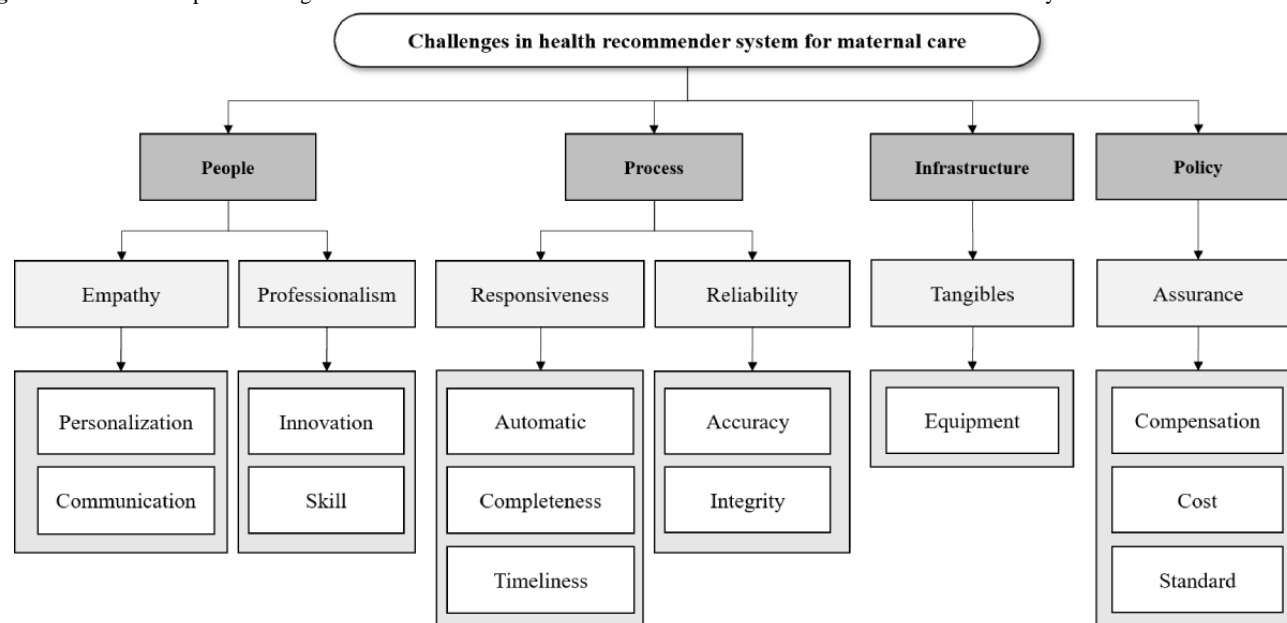 Challenges in health recommender system for maternal care
People
Process
Infrastructure
Policy
Empathy
Professionalism
Responsiveness
Reliability
Tangibles
Assurance
Personalization
Innovation
Automatic
Accuracy
Equipment
Compensation
Communication
Skill
Completeness
Integrity
Cost
Timeliness
Standard